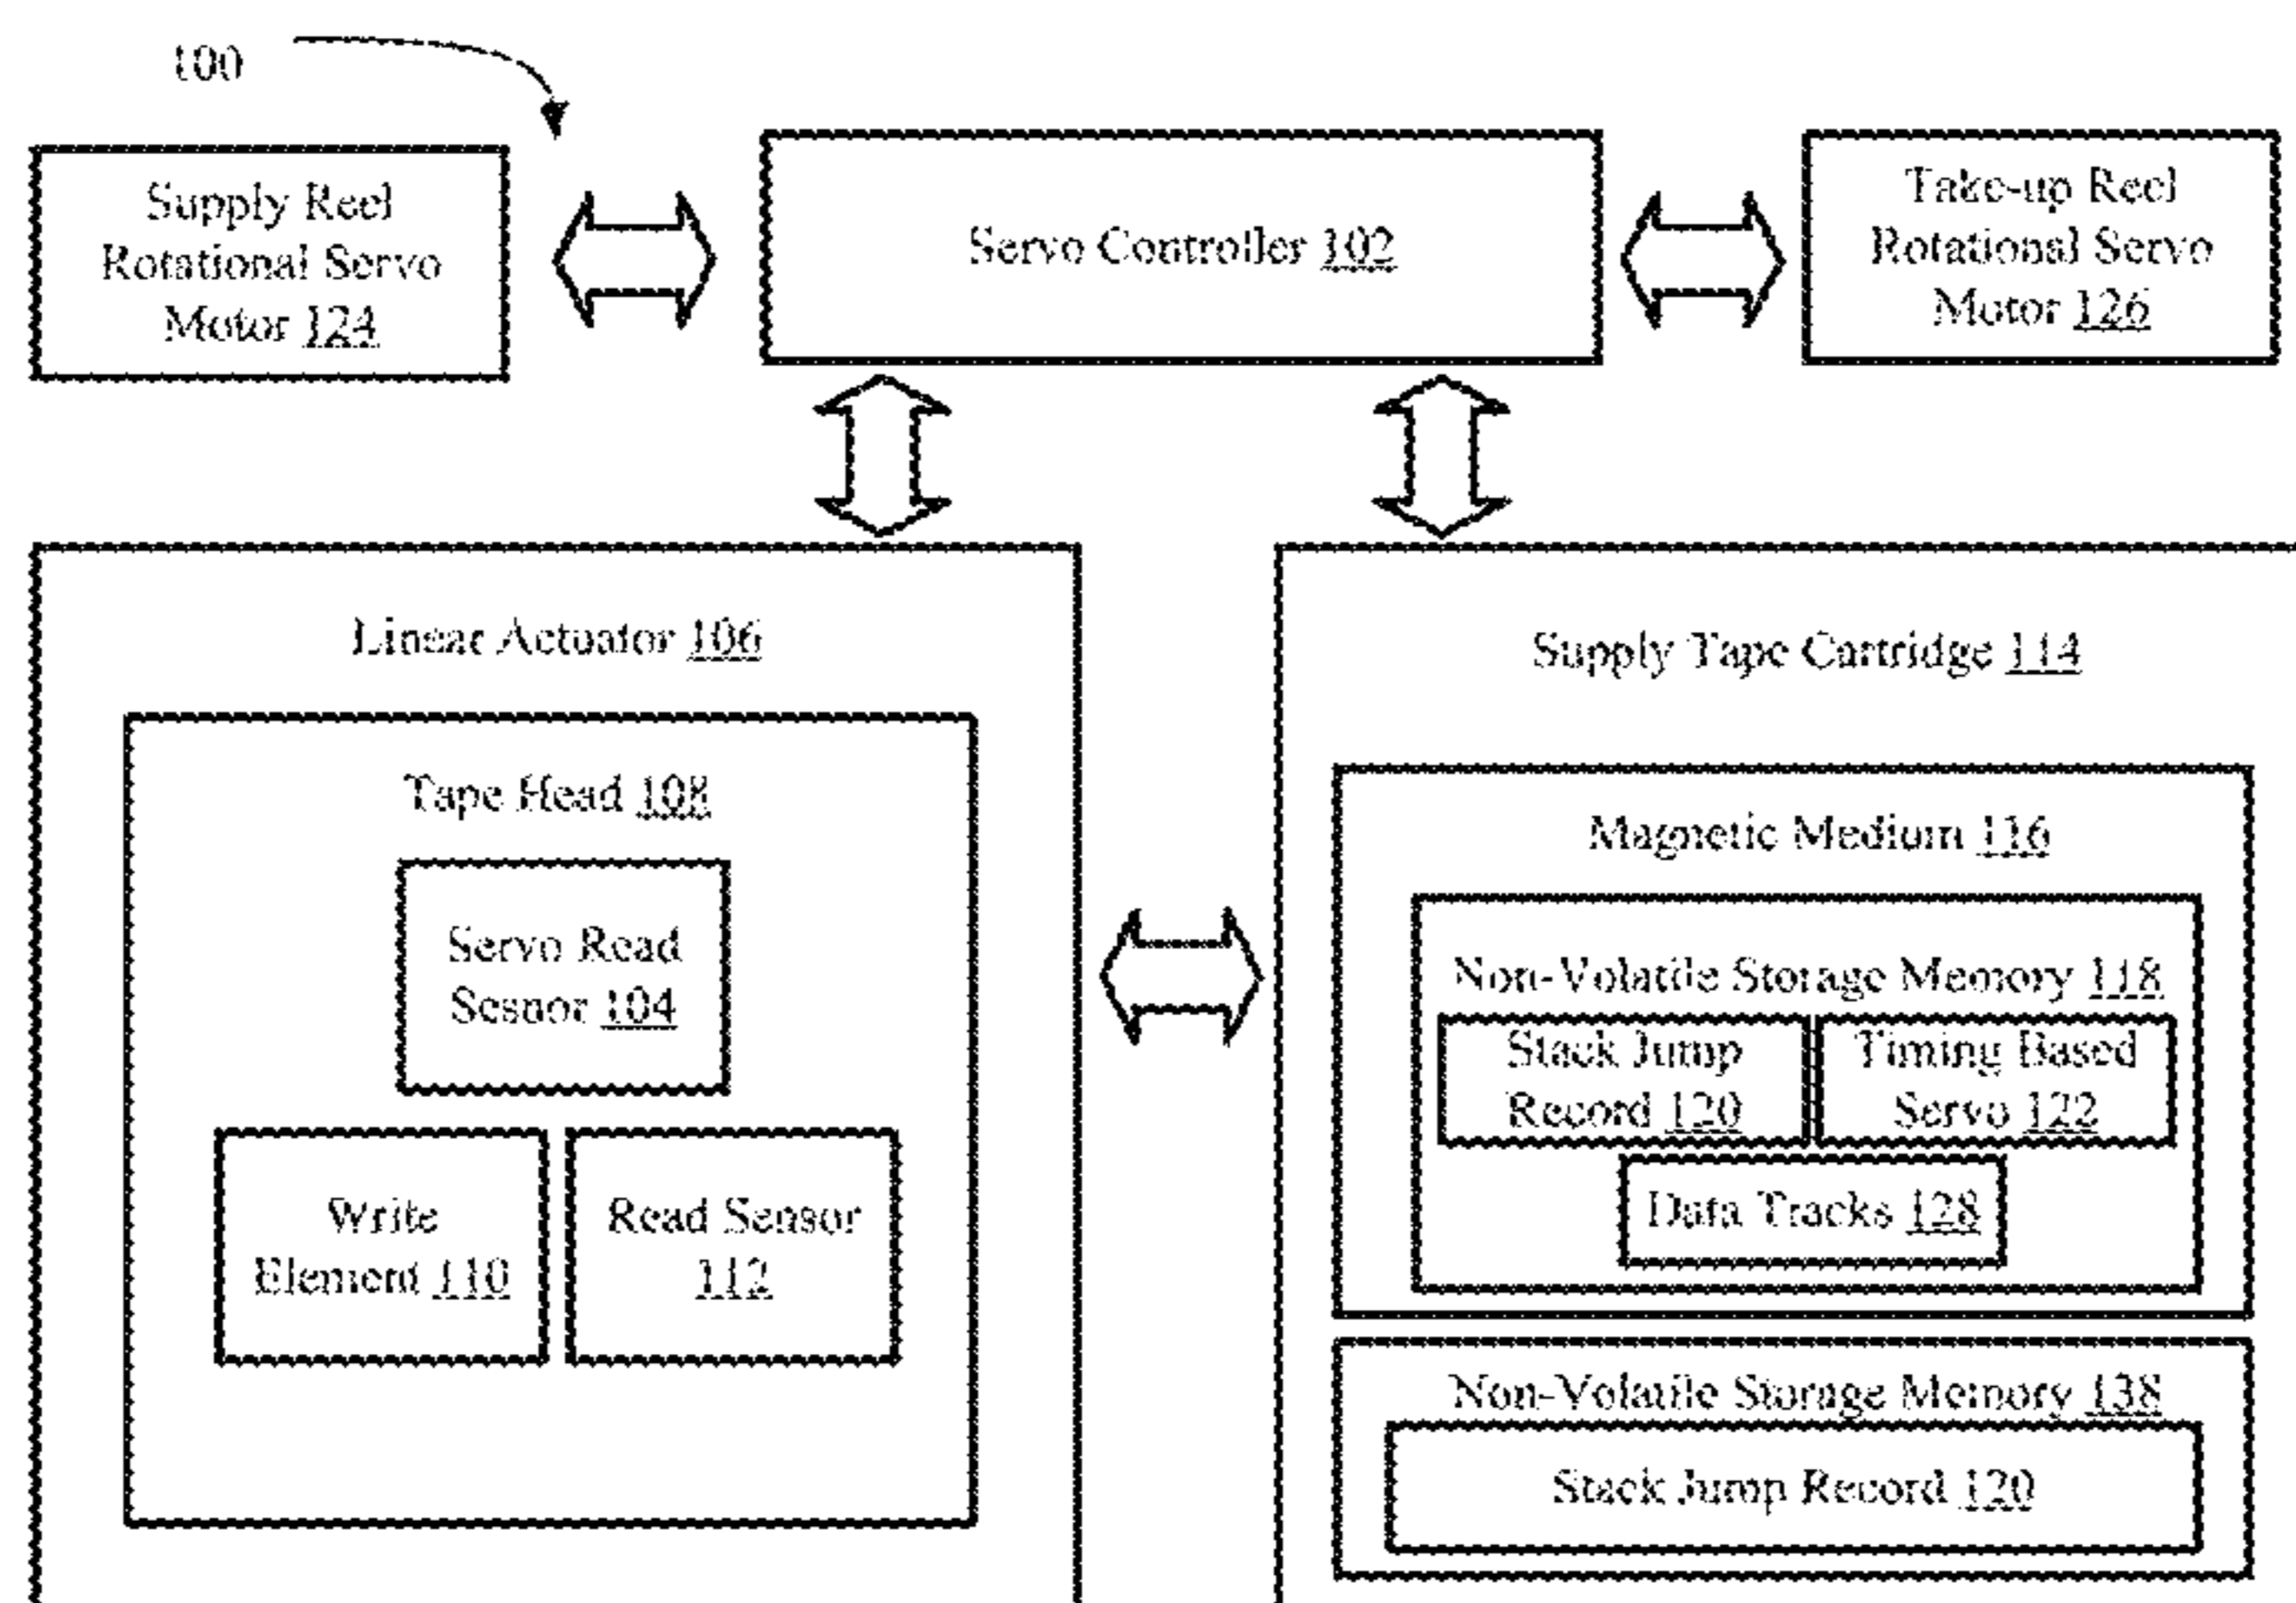 100
Supply Reel
Rotational Servo
Motor 124
Servo Controller 102
Take-up Reel
Rotational Servo
Motor 126
Linear Actuator 106
Tape Head 108
Servo Read
Sesnor 104
Write
Element 110
Read Sensor
112
Supply Tape Cartridge 114
Magnetic Medium 116
Non-Volatile Storage Memory 118
Stack Jump
Record 120
Timing Based
Servo 122
Data Tracks 128
Non-Volatile Storage Memory 138
Stack Jump Record 120